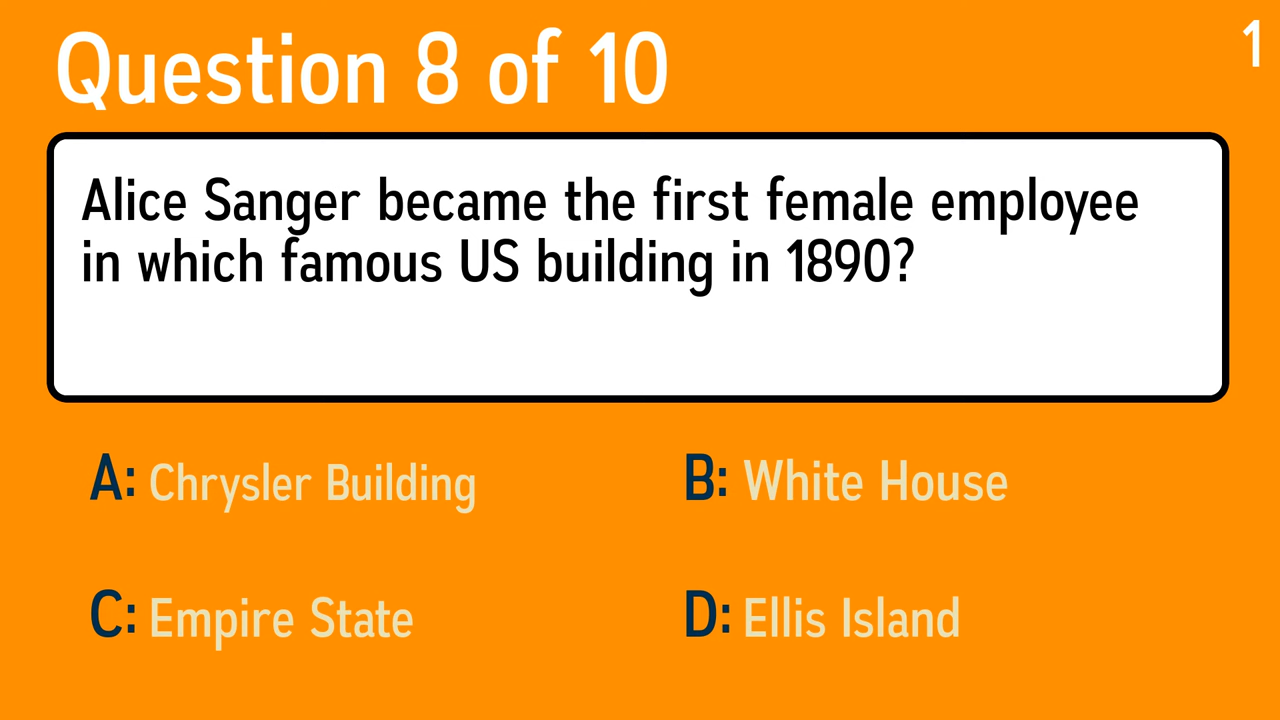 Question 8 of 10
1
Alice Sanger became the first female employee
in which famous US building in 1890?
A: Chrysler Building
B: White House
C: Empire State
D: Ellis Island